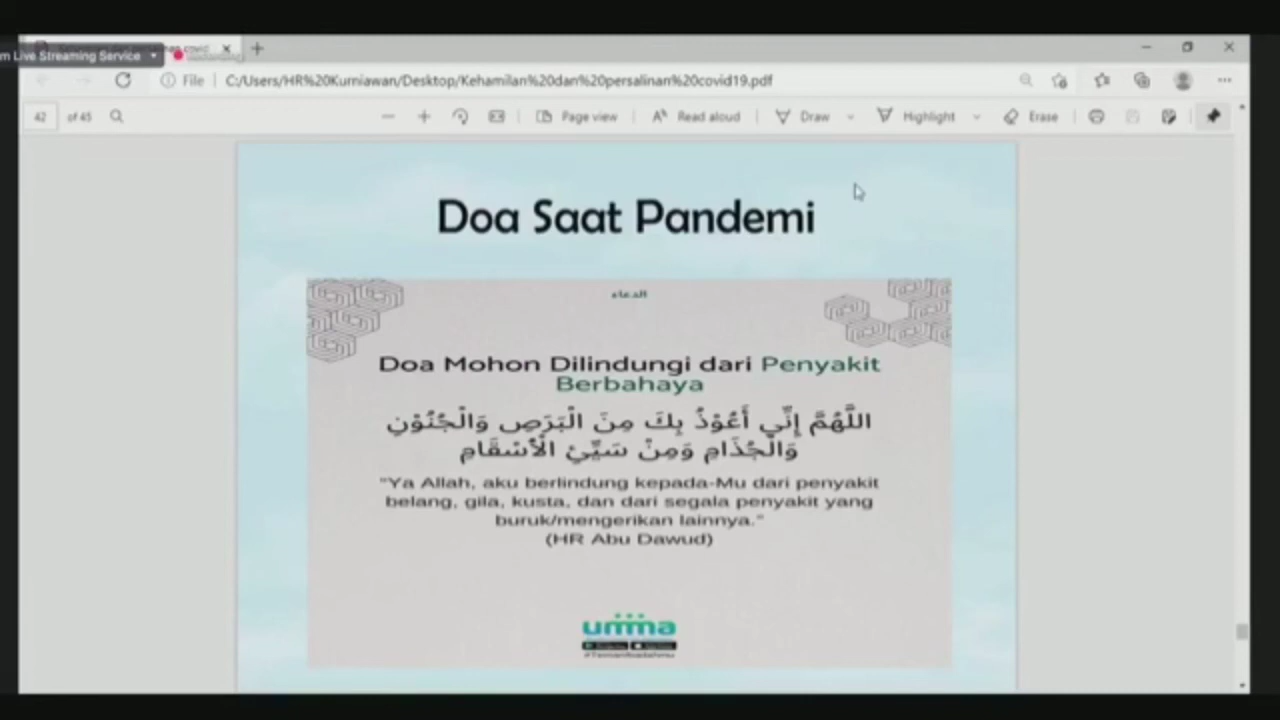 m Live Streaming Service
File
C:/Users/HR%20Kurniawan/Desktop/Kehamilan%20dan%20persalinan%20covid19.pdf
42 of 45
Page view
Read aloud
Draw
Highlight
Erase
Doa Saat Pandemi
الدعاء
Doa Mohon Dilindungi dari Penyakit
Berbahaya
اللَّهُمَّ إِنِّي أَعُوْذُ بِكَ مِنَ الْبَرَصِ وَالْجُنُوْنِ
وَالْجُذَامِ وَمِنْ سَيِّئِ الْأَسْقَامِ
"Ya Allah, aku berlindung kepada-Mu dari penyakit
belang, gila, kusta, dan dari segala penyakit yang
buruk/mengerikan lainnya."
(HR Abu Dawud)
umma